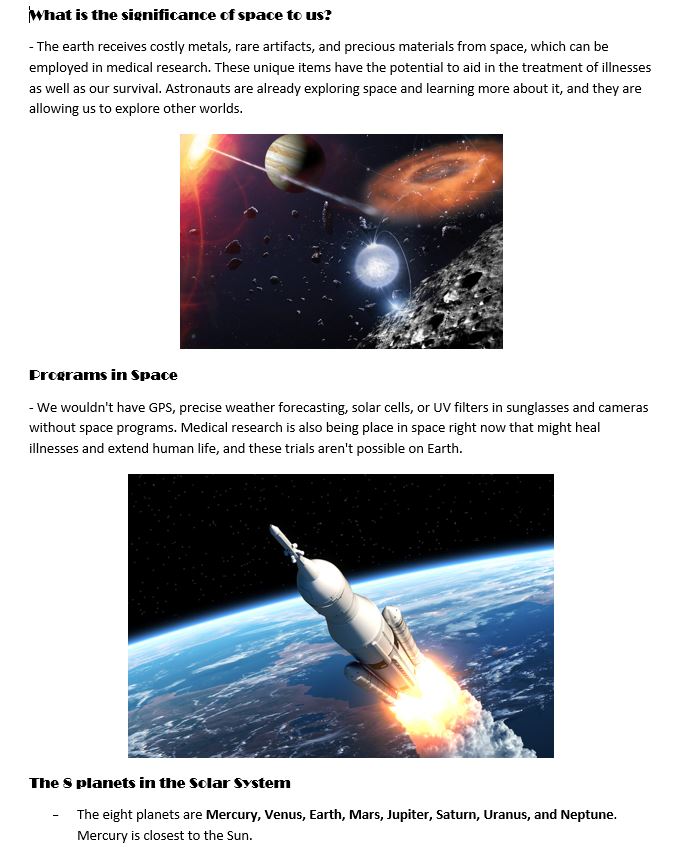 What is the significance of space to us?
- The earth receives costly metals, rare artifacts, and precious materials from space, which can be
employed in medical research. These unique items have the potential to aid in the treatment of illnesses
as well as our survival. Astronauts are already exploring space and learning more about it, and they are
allowing us to explore other worlds.
Programs in Space
- We wouldn't have GPS, precise weather forecasting, solar cells, or UV filters in sunglasses and cameras
without space programs. Medical research is also being place in space right now that might heal
illnesses and extend human life, and these trials aren't possible on Earth.
The 8 planets in the Solar System
- The eight planets are Mercury, Venus, Earth, Mars, Jupiter, Saturn, Uranus, and Neptune.
Mercury is closest to the Sun.